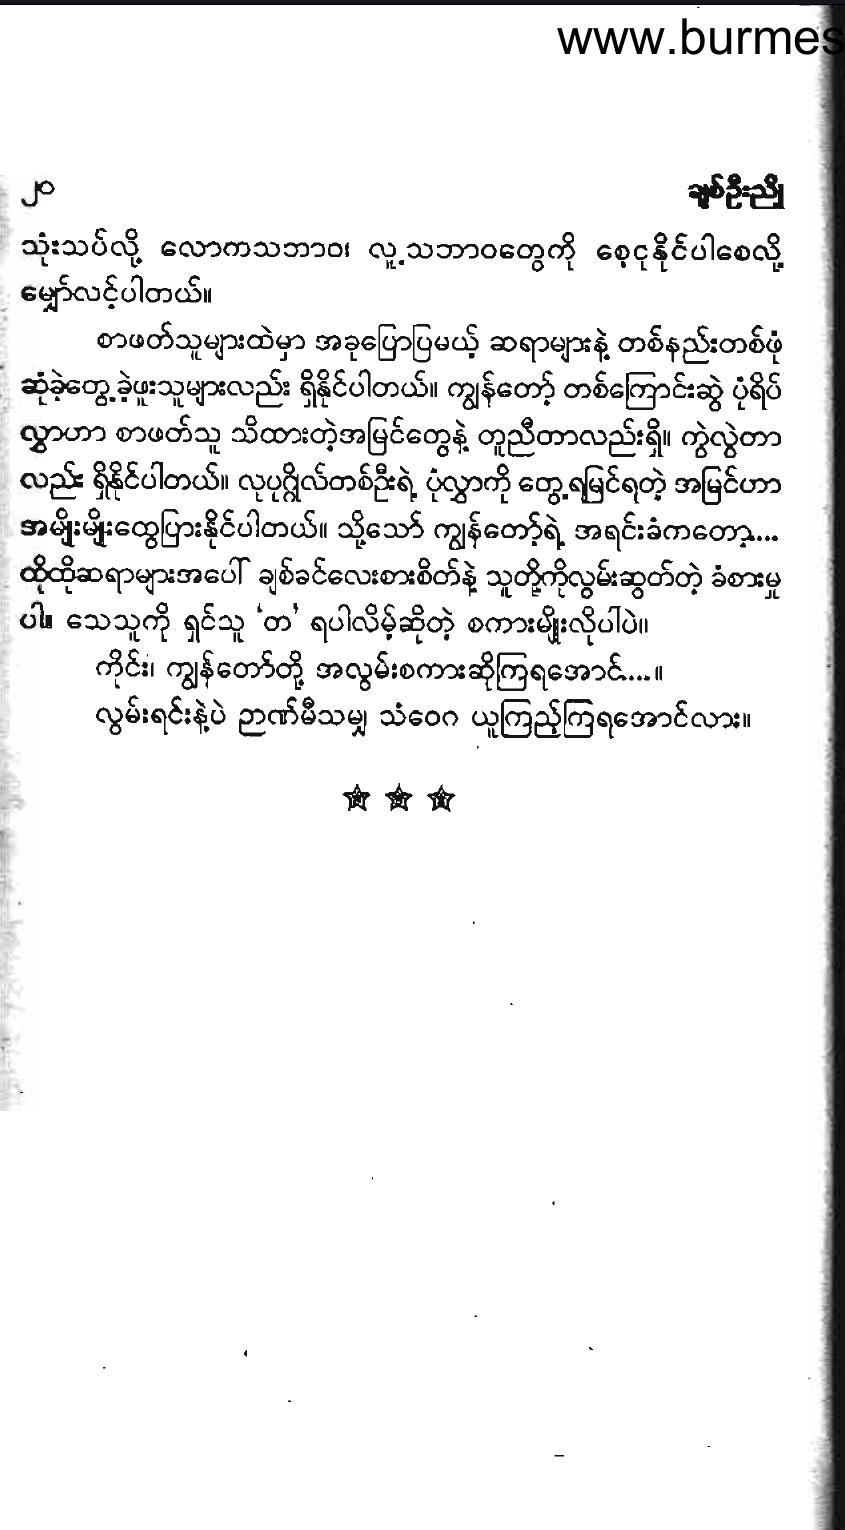 www.burmes
၂၀ ချစ်ဦးညို
သုံးသပ်လို့ လောကသဘာဝ၊ လူ့သဘာဝတွေကို စေ့ငုနိုင်ပါစေလို့
မျှော်လင့်ပါတယ်။
စာဖတ်သူများထဲမှာ အခုပြောပြမယ့် ဆရာများနဲ့ တစ်နည်းတစ်ဖုံ
ဆုံခဲ့တွေ့ခဲ့ဖူးသူများလည်း ရှိနိုင်ပါတယ်။ ကျွန်တော့် တစ်ကြောင်းဆွဲ ပုံရိပ်
လွှာဟာ စာဖတ်သူ သိထားတဲ့အမြင်တွေနဲ့ တူညီတာလည်းရှိ။ ကွဲလွဲတာ
လည်း ရှိနိုင်ပါတယ်။ လုပုဂ္ဂိုလ်တစ်ဦးရဲ့ ပုံလွှာကို တွေ့ရမြင်ရတဲ့ အမြင်ဟာ
အမျိုးမျိုးထွေပြားနိုင်ပါတယ်။ သို့သော် ကျွန်တော့်ရဲ့ အရင်းခံကတော့...
ထိုထိုဆရာများအပေါ် ချစ်ခင်လေးစားစိတ်နဲ့ သူတို့ကိုလွမ်းဆွတ်တဲ့ ခံစားမှု
ပါ။ သေသူကို ရှင်သူ ‘တ’ ရပါလိမ့်ဆိုတဲ့ စကားမျိုးလိုပါပဲ။
ကိုင်း၊ ကျွန်တော်တို့ အလွမ်းစကားဆိုကြရအောင်...။
လွမ်းရင်းနဲ့ပဲ ဉာဏ်မီသမျှ သံဝေဂ ယူကြည့်ကြရအောင်လား။